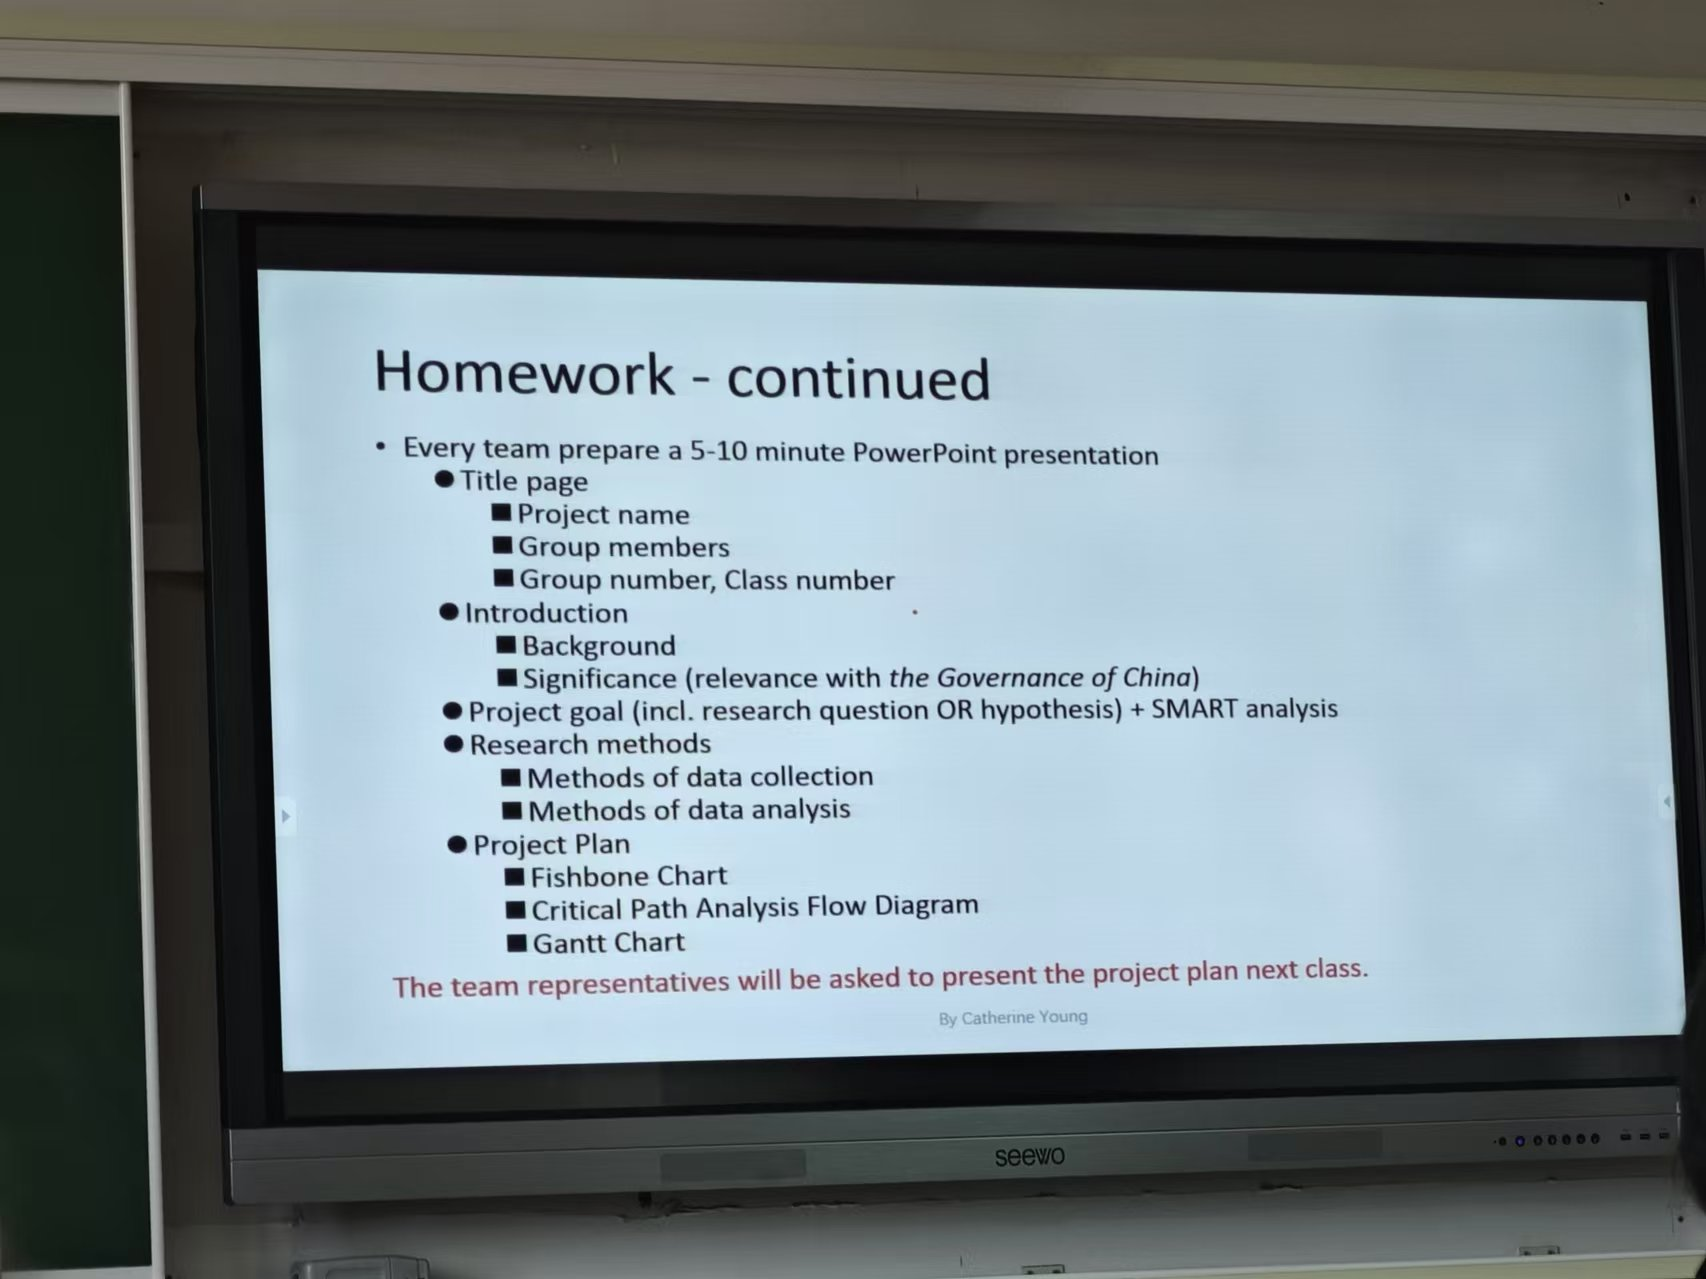 Homework - continued
• Every team prepare a 5-10 minute PowerPoint presentation
● Title page
■ Project name
■ Group members
■ Group number, Class number
● Introduction
■ Background
■ Significance (relevance with the Governance of China)
● Project goal (incl. research question OR hypothesis) + SMART analysis
● Research methods
■ Methods of data collection
■ Methods of data analysis
● Project Plan
■ Fishbone Chart
■ Critical Path Analysis Flow Diagram
■ Gantt Chart
The team representatives will be asked to present the project plan next class.
By Catherine Young
seewo